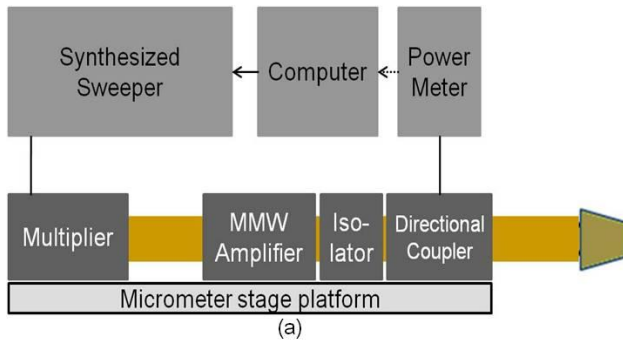 Synthesized
Sweeper
Computer
Power
Meter
Multiplier
MMW
Amplifier
Iso-
lator
Directional
Coupler
Micrometer stage platform
(a)